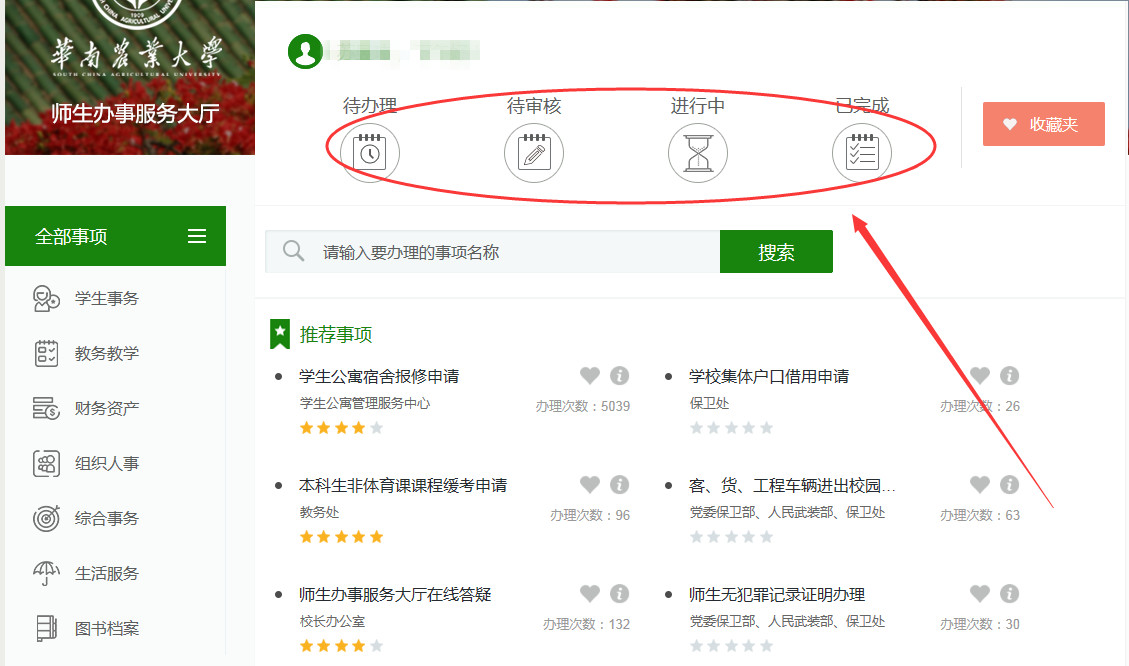 華南農業大學
SOUTH CHINA AGRICULTURAL UNIVERSITY
师生办事服务大厅
待办理 待审核 进行中 已完成
收藏夹
全部事项
请输入要办理的事项名称 搜索
学生事务
教务教学
财务资产
组织人事
综合事务
生活服务
图书档案
推荐事项
学生公寓宿舍报修申请
学生公寓管理服务中心 办理次数：5039
学校集体户口借用申请
保卫处 办理次数：26
本科生非体育课课程缓考申请
教务处 办理次数：96
客、货、工程车辆进出校园...
党委保卫部、人民武装部、保卫处 办理次数：63
师生办事服务大厅在线答疑
校长办公室 办理次数：132
师生无犯罪记录证明办理
党委保卫部、人民武装部、保卫处 办理次数：30